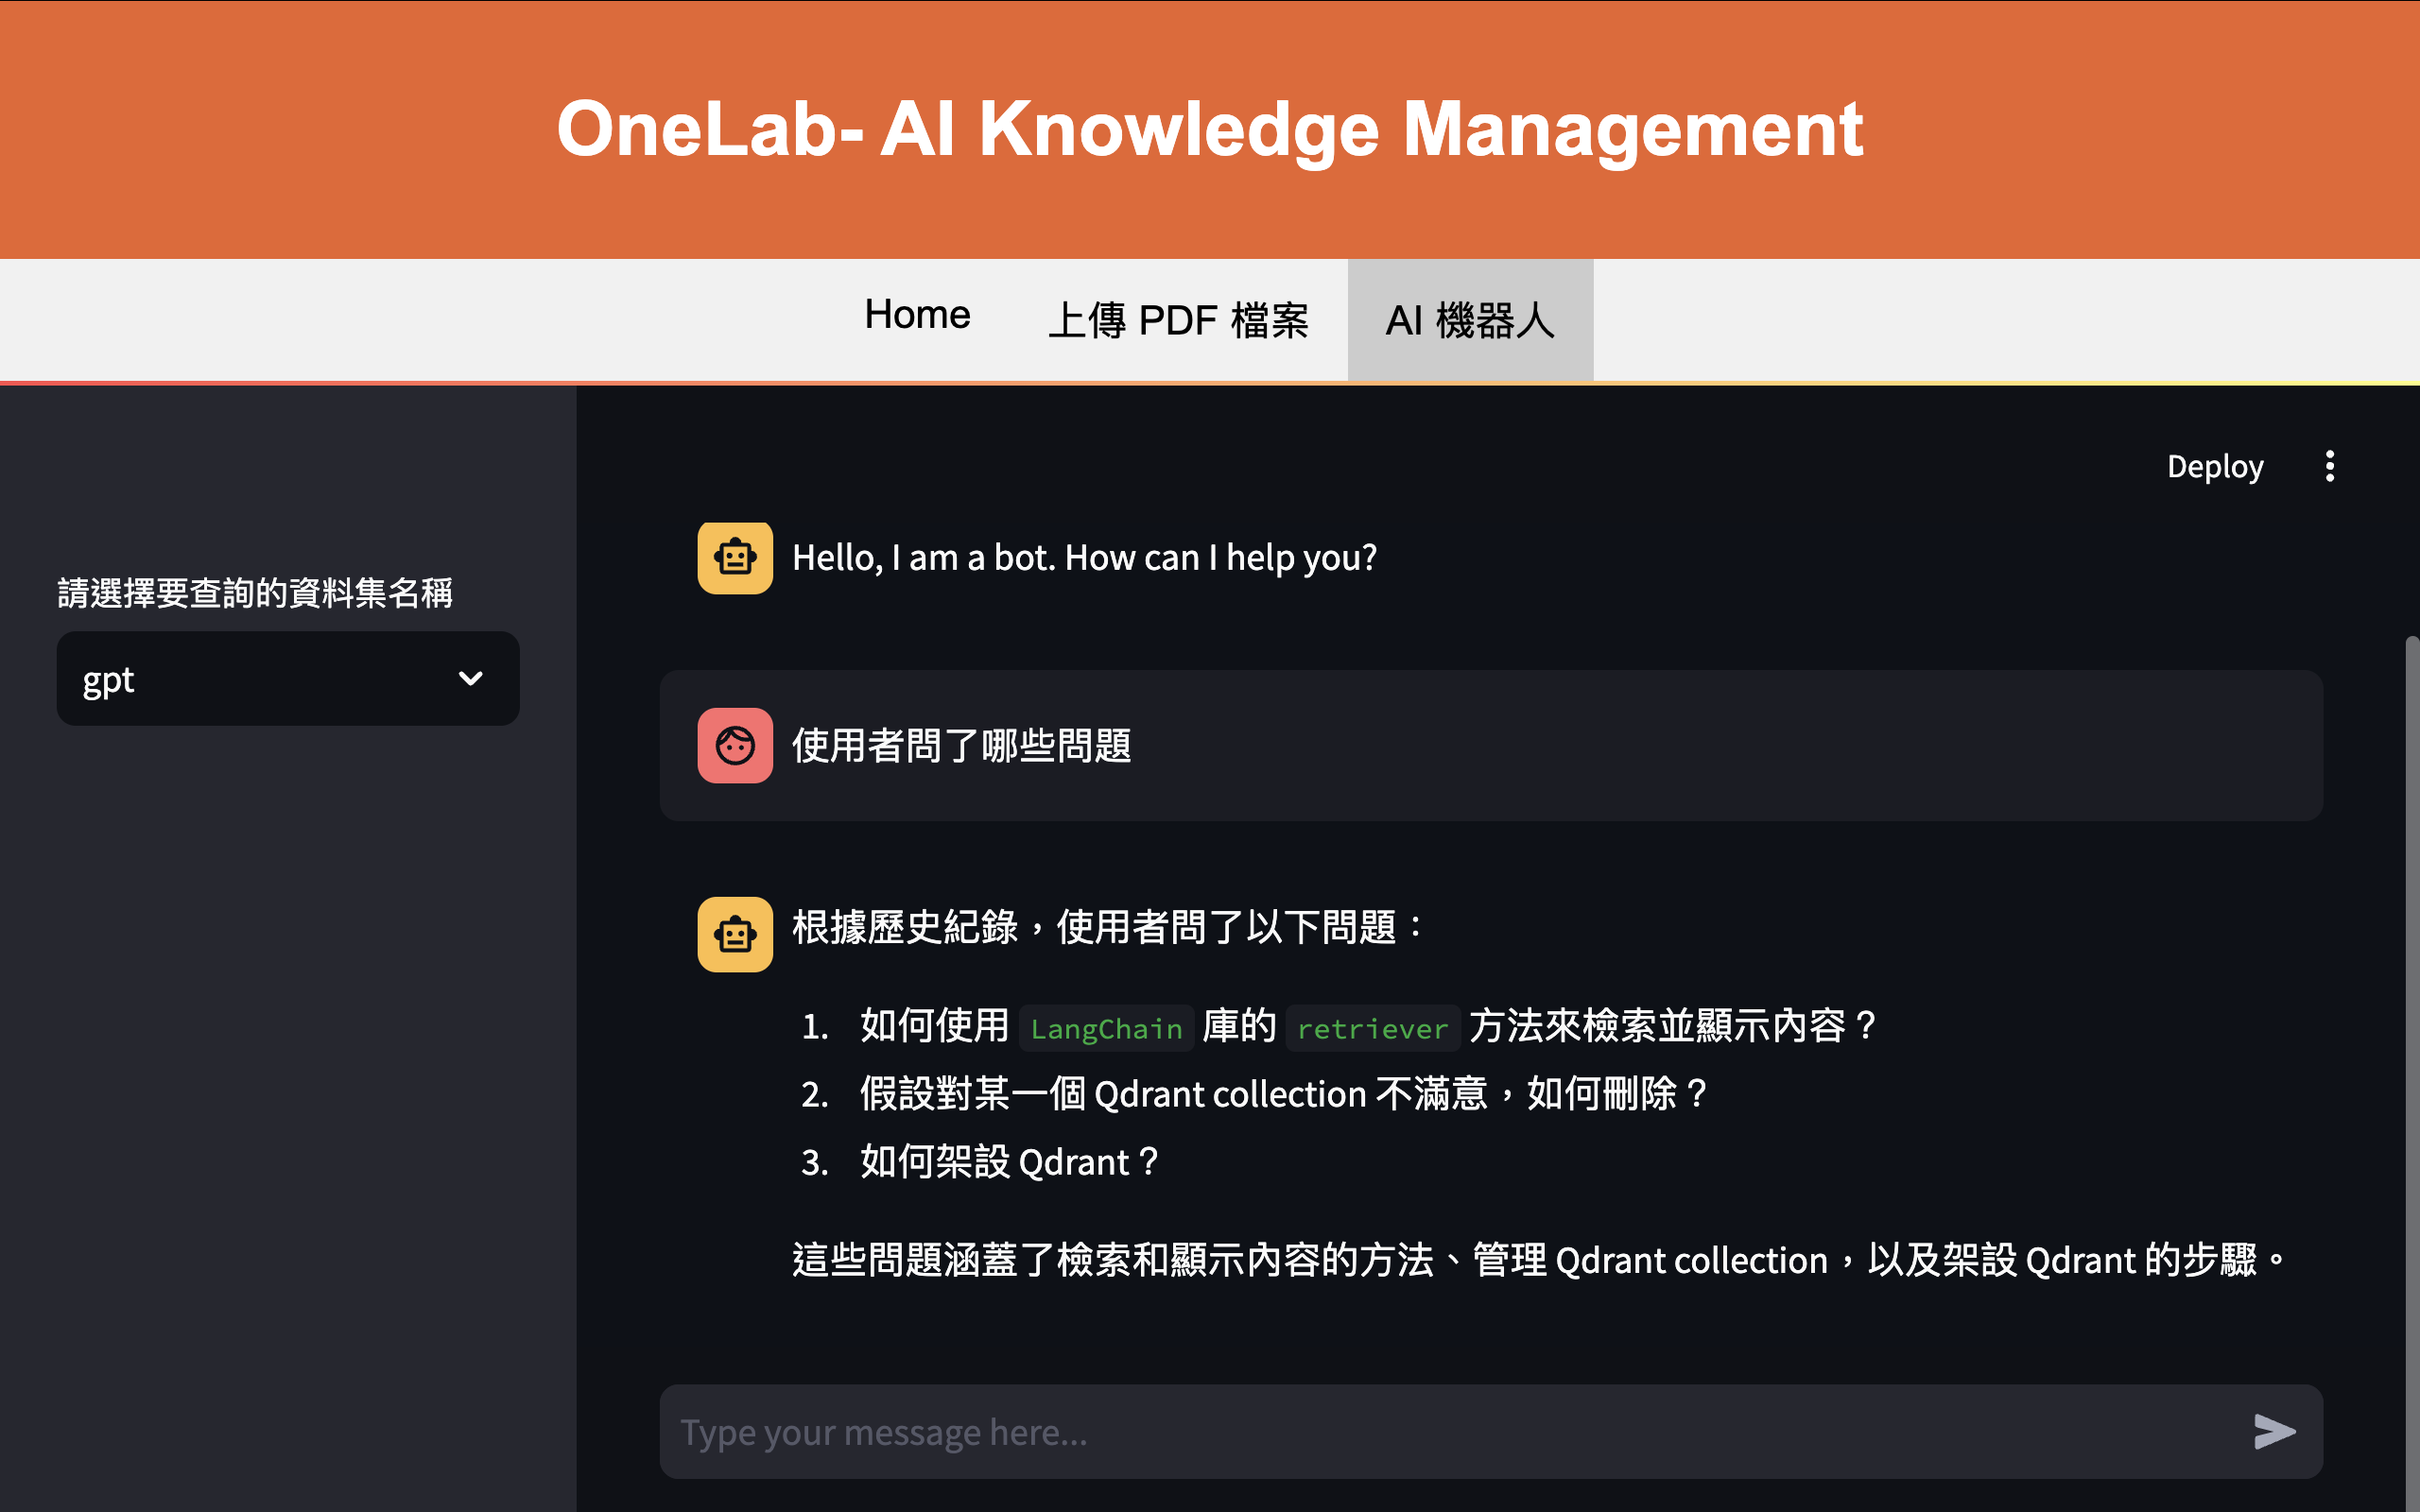 OneLab- AI Knowledge Management
Home
上傳 PDF 檔案
AI 機器人
Deploy
請選擇要查詢的資料集名稱
gpt
Hello, I am a bot. How can I help you?
使用者問了哪些問題
根據歷史紀錄，使用者問了以下問題：
1. 如何使用 LangChain 庫的 retriever 方法來檢索並顯示內容？
2. 假設對某一個 Qdrant collection 不滿意，如何刪除？
3. 如何架設 Qdrant？
這些問題涵蓋了檢索和顯示內容的方法、管理 Qdrant collection，以及架設 Qdrant 的步驟。
Type your message here...